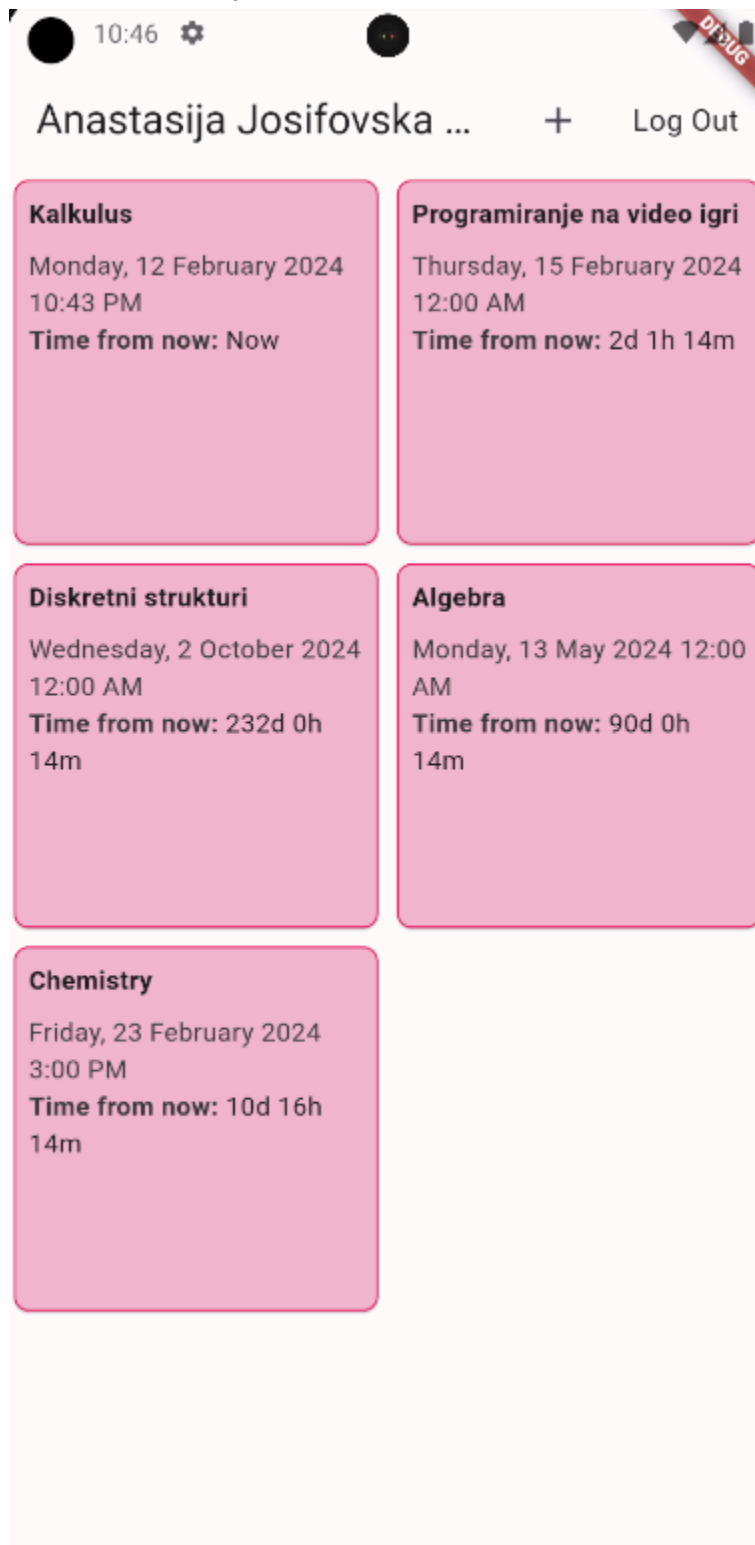 10:46
DEBUG
Anastasija Josifovska ...
+
Log Out
Kalkulus
Monday, 12 February 2024
10:43 PM
Time from now: Now
Programiranje na video igri
Thursday, 15 February 2024
12:00 AM
Time from now: 2d 1h 14m
Diskretni strukturi
Wednesday, 2 October 2024
12:00 AM
Time from now: 232d 0h
14m
Algebra
Monday, 13 May 2024 12:00
AM
Time from now: 90d 0h
14m
Chemistry
Friday, 23 February 2024
3:00 PM
Time from now: 10d 16h
14m